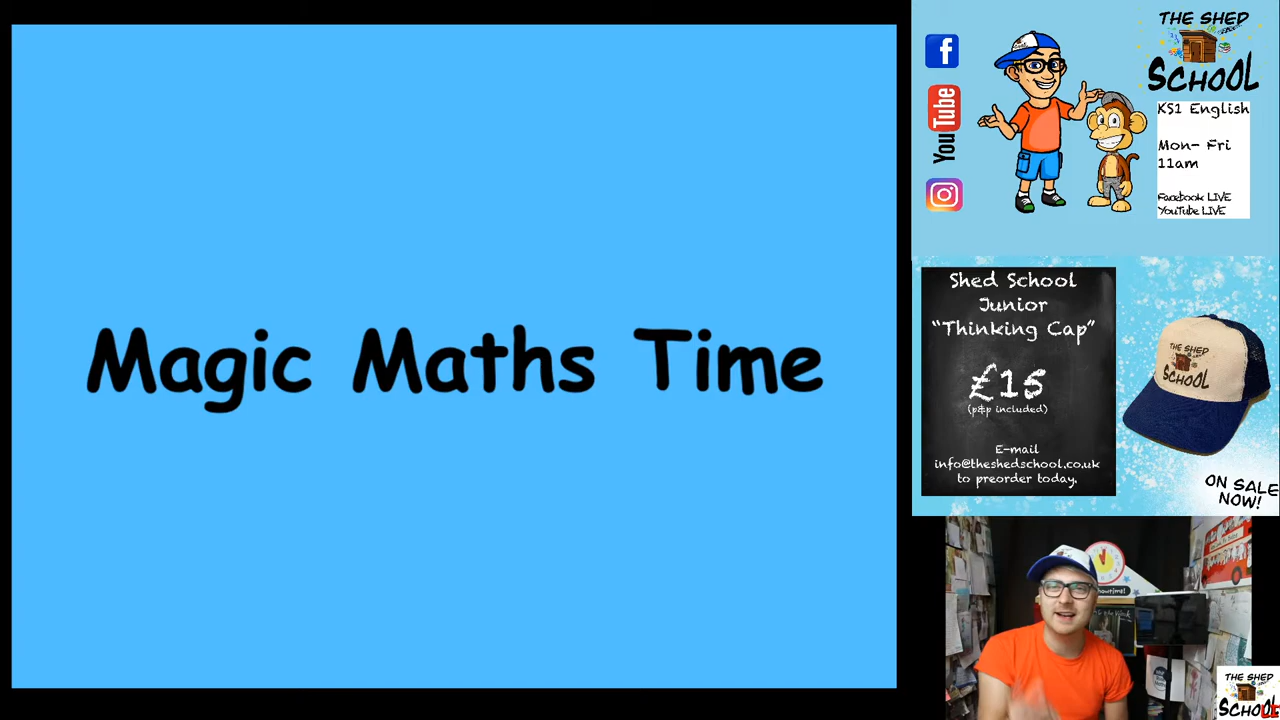 Magic Maths Time
THE SHED
SCHOOL
KS1 English
Mon- Fri
11am
Facebook LIVE
YouTube LIVE
You Tube
Shed School
Junior
“Thinking Cap”
£15
(p&p included)
E-mail
info@theshedschool.co.uk
to preorder today.
THE SHED
SCHOOL
ON SALE
NOW!
THE SHED
SCHOOL